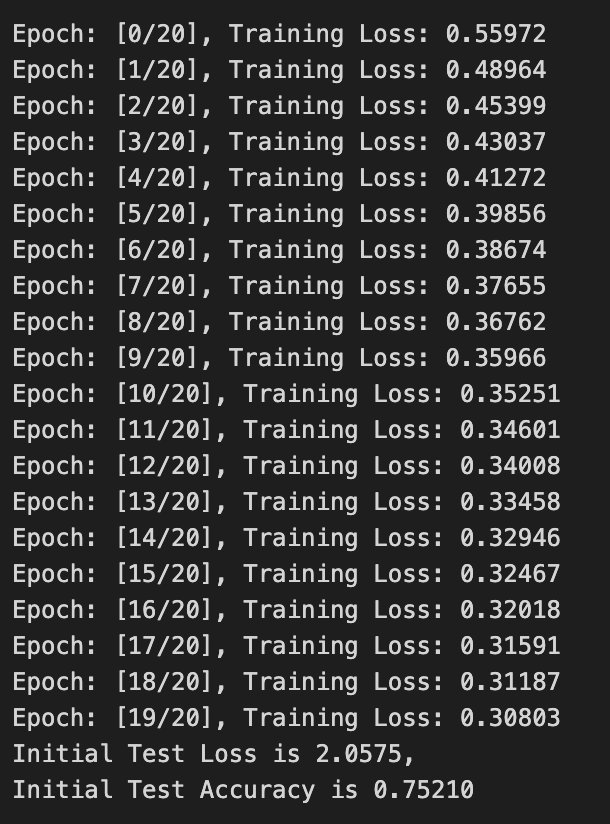 Epoch: [0/20], Training Loss: 0.55972
Epoch: [1/20], Training Loss: 0.48964
Epoch: [2/20], Training Loss: 0.45399
Epoch: [3/20], Training Loss: 0.43037
Epoch: [4/20], Training Loss: 0.41272
Epoch: [5/20], Training Loss: 0.39856
Epoch: [6/20], Training Loss: 0.38674
Epoch: [7/20], Training Loss: 0.37655
Epoch: [8/20], Training Loss: 0.36762
Epoch: [9/20], Training Loss: 0.35966
Epoch: [10/20], Training Loss: 0.35251
Epoch: [11/20], Training Loss: 0.34601
Epoch: [12/20], Training Loss: 0.34008
Epoch: [13/20], Training Loss: 0.33458
Epoch: [14/20], Training Loss: 0.32946
Epoch: [15/20], Training Loss: 0.32467
Epoch: [16/20], Training Loss: 0.32018
Epoch: [17/20], Training Loss: 0.31591
Epoch: [18/20], Training Loss: 0.31187
Epoch: [19/20], Training Loss: 0.30803
Initial Test Loss is 2.0575,
Initial Test Accuracy is 0.75210